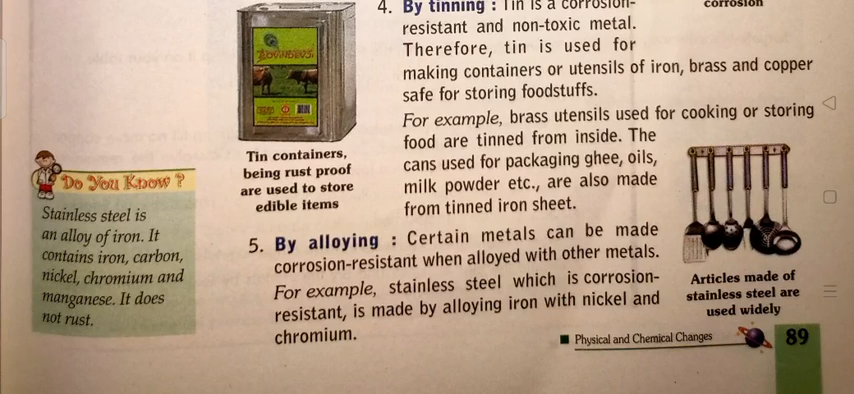 4. By tinning : Tin is a corrosion-
resistant and non-toxic metal.
Therefore, tin is used for
making containers or utensils of iron, brass and copper
safe for storing foodstuffs.
For example, brass utensils used for cooking or storing
food are tinned from inside. The
cans used for packaging ghee, oils,
milk powder etc., are also made
from tinned iron sheet.
corrosion
Tin containers,
being rust proof
are used to store
edible items
Do You Know ?
Stainless steel is
an alloy of iron. It
contains iron, carbon,
nickel, chromium and
manganese. It does
not rust.
5. By alloying : Certain metals can be made
corrosion-resistant when alloyed with other metals.
For example, stainless steel which is corrosion-
resistant, is made by alloying iron with nickel and
chromium.
Articles made of
stainless steel are
used widely
Physical and Chemical Changes
89